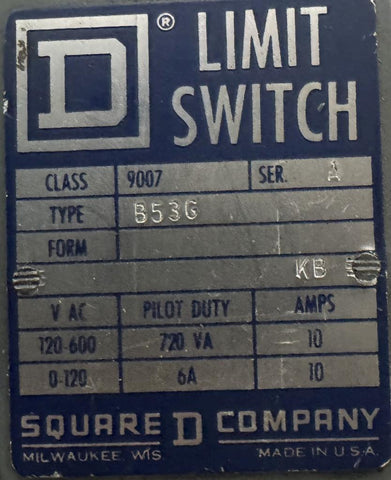 D ® LIMIT
SWITCH
CLASS 9007 SER. A
TYPE B53G
FORM
KB
V AC PILOT DUTY AMPS
120-600 720 VA 10
0-120 6A 10
SQUARE D COMPANY
MILWAUKEE, WIS. MADE IN U.S.A.